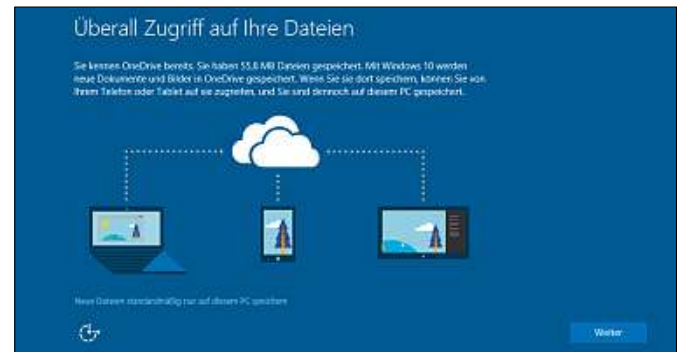 Überall Zugriff auf Ihre Dateien
Sie kennen OneDrive bereits. Sie haben 55,8 MB Dateien gespeichert. Mit Windows 10 werden
neue Dokumente und Bilder in OneDrive gespeichert. Wenn Sie sie dort speichern, können Sie von
Ihrem Telefon oder Tablet auf sie zugreifen, und Sie sind dennoch auf diesem PC gespeichert.
Neue Dateien standardmäßig nur auf diesem PC speichern
Weiter